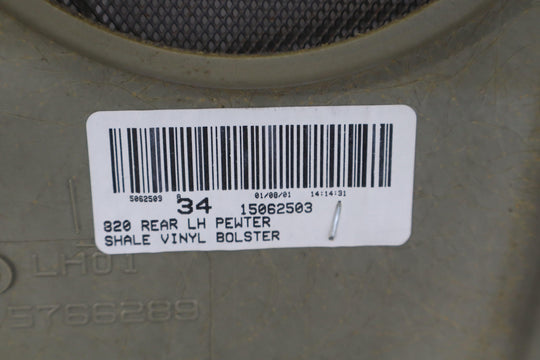 5062503 01/08/01 14:14:31
34 15062503
820 REAR LH PEWTER
SHALE VINYL BOLSTER
LH01
5766289